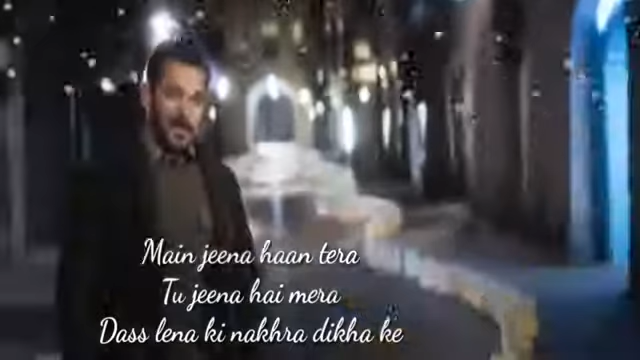 Main jeena haan tera
Tu jeena hai mera
Dass lena ki nakhra dikha ke